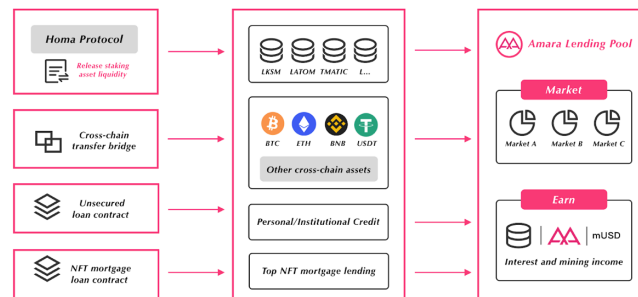 Homa Protocol
Release staking
asset liquidity
Cross-chain
transfer bridge
Unsecured
loan contract
NFT mortgage
loan contract
LKSM LATOM TMATIC L...
BTC ETH BNB USDT
Other cross-chain assets
Personal/Institutional Credit
Top NFT mortgage lending
Amara Lending Pool
Market
Market A Market B Market C
Earn
mUSD
Interest and mining income